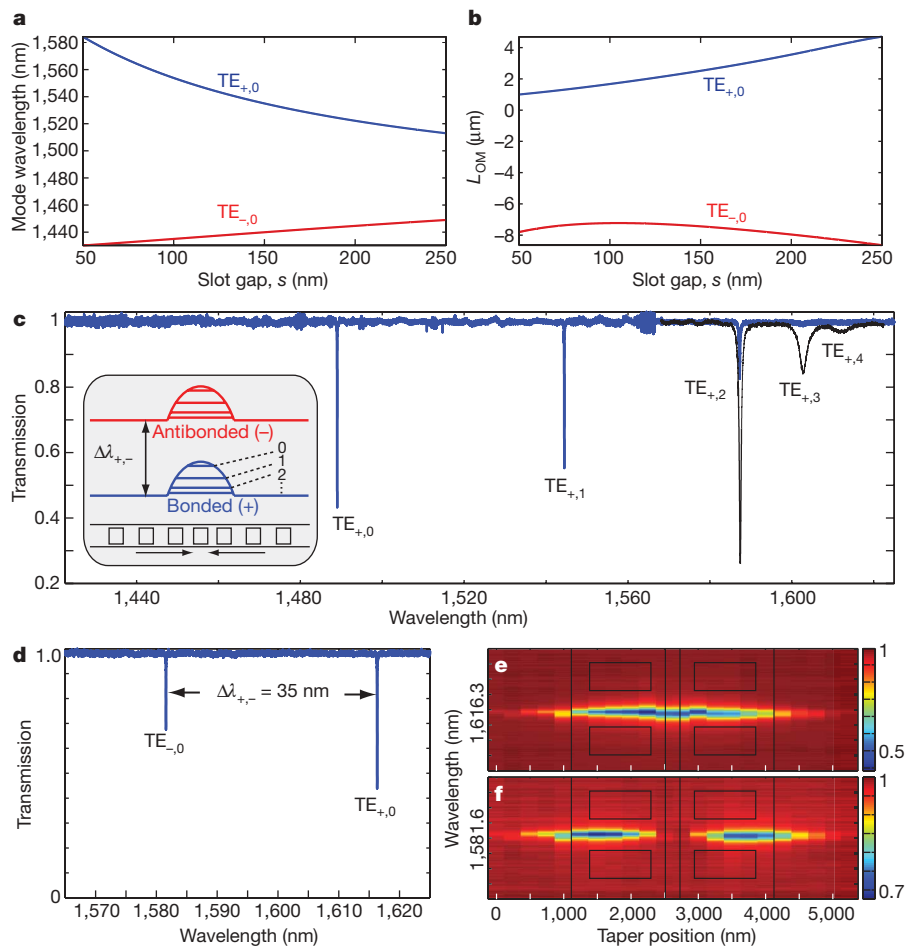 a
Mode wavelength (nm)
1,580
1,560
1,540
1,520
1,500
1,480
1,460
1,440
TE+,0
TE−,0
50 100 150 200 250
Slot gap, s (nm)
b
LOM (μm)
4
2
0
−2
−4
−6
−8
TE+,0
TE−,0
50 100 150 200 250
Slot gap, s (nm)
c
Transmission
1
0.8
0.6
0.4
0.2
TE+,0
TE+,1
TE+,2
TE+,3
TE+,4
Antibonded (−)
Δλ+,−
0
1
2
⋮
Bonded (+)
1,440 1,480 1,520 1,560 1,600
Wavelength (nm)
d
Transmission
1.0
0
Δλ+,− = 35 nm
TE−,0
TE+,0
1,570 1,580 1,590 1,600 1,610 1,620
Wavelength (nm)
e
Wavelength (nm)
1,616.3
1
0.5
f
1,581.6
1
0.7
0 1,000 2,000 3,000 4,000 5,000
Taper position (nm)